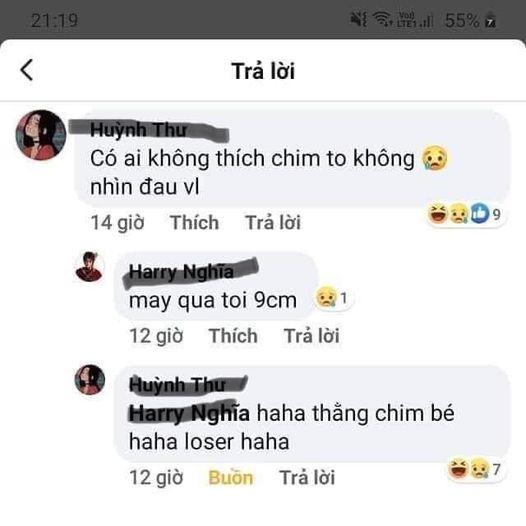 21:19
Vo)) LTE1 55%
Trả lời
Huỳnh Thư
Có ai không thích chim to không
nhìn đau vl
14 giờ Thích Trả lời
9
Harry Nghĩa
may qua toi 9cm
1
12 giờ Thích Trả lời
Huỳnh Thư
Harry Nghĩa haha thằng chim bé
haha loser haha
12 giờ Buồn Trả lời
7